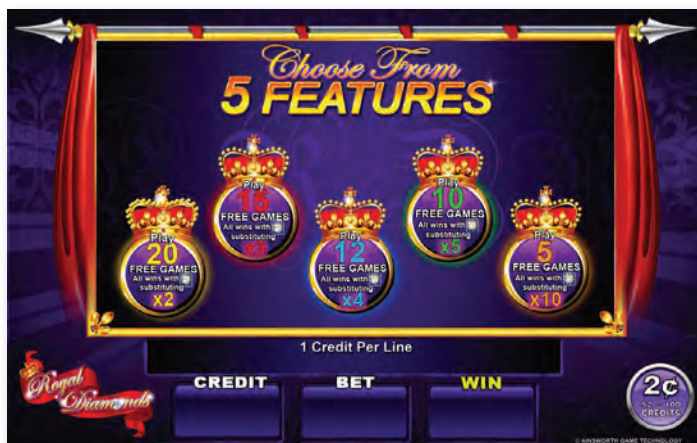 Choose From
5 FEATURES
Play
20
FREE GAMES
All wins with
substituting
x2
Play
15
FREE GAMES
All wins with
substituting
x3
Play
12
FREE GAMES
All wins with
substituting
x4
Play
10
FREE GAMES
All wins with
substituting
x5
Play
5
FREE GAMES
All wins with
substituting
x10
1 Credit Per Line
Royal
Diamonds
CREDIT
BET
WIN
2¢
CREDITS
© AINSWORTH GAME TECHNOLOGY